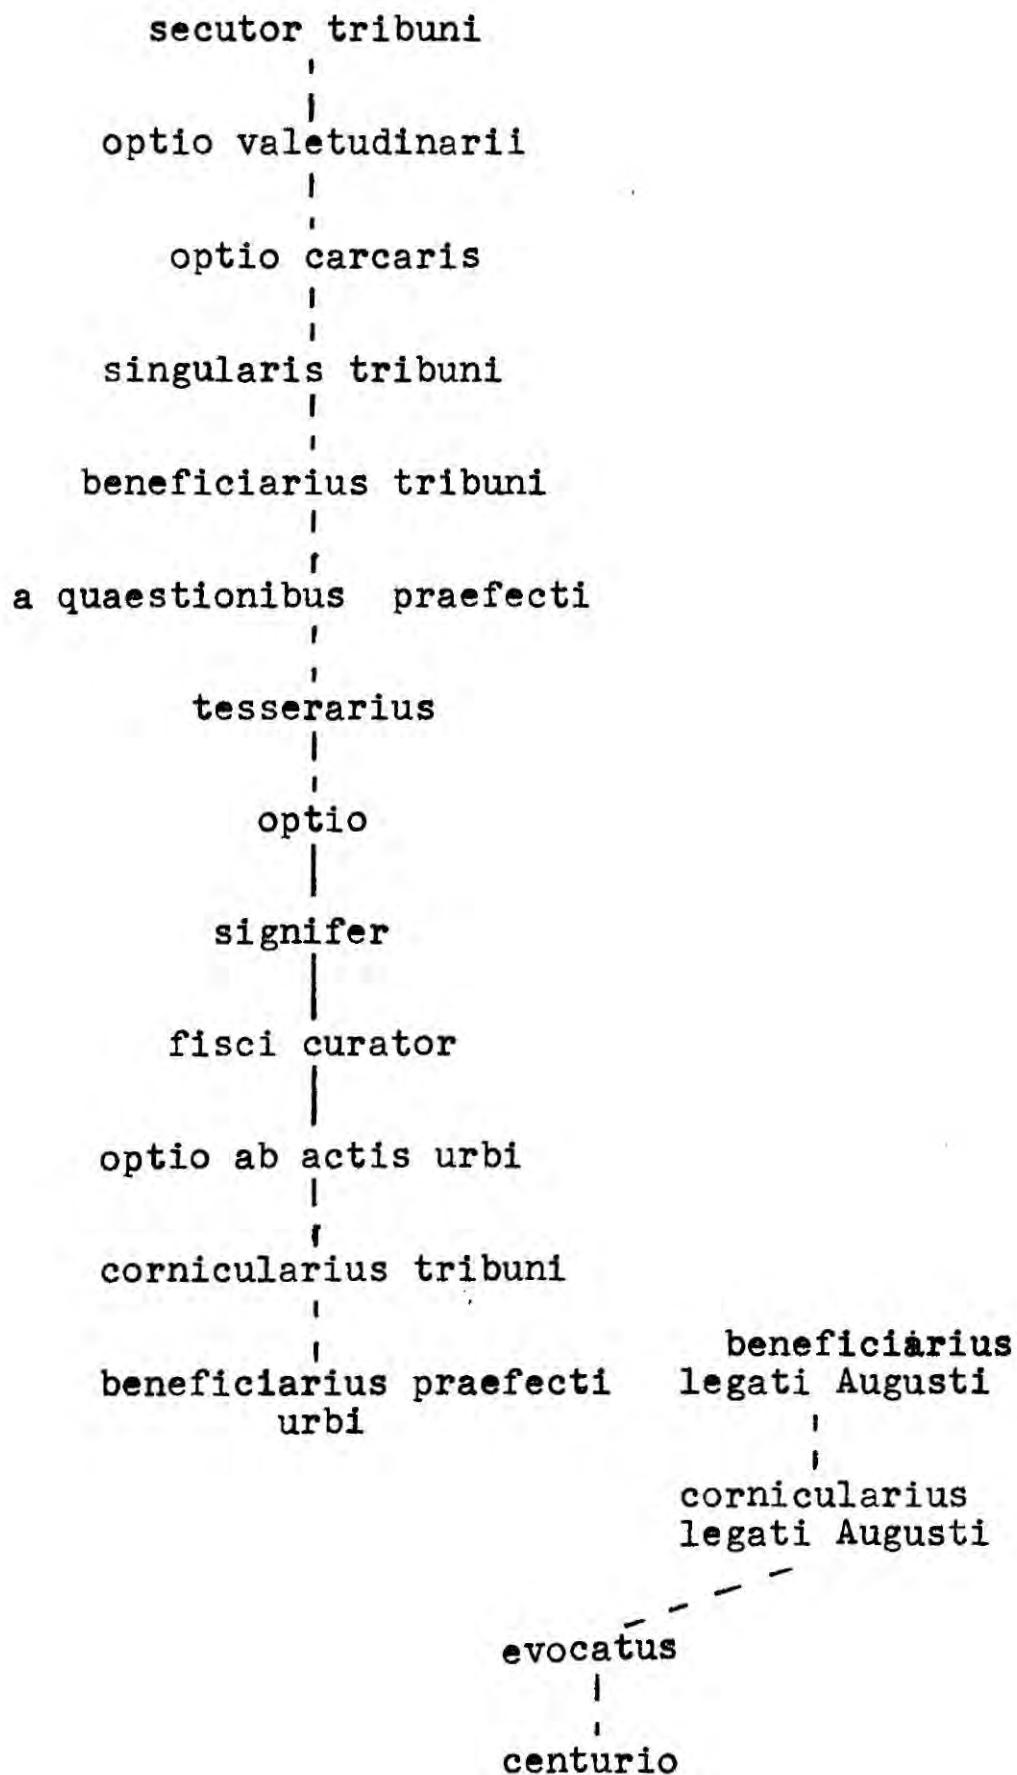 secutor tribuni
optio valetudinarii
optio carcaris
singularis tribuni
beneficiarius tribuni
a quaestionibus praefecti
tesserarius
optio
signifer
fisci curator
optio ab actis urbi
cornicularius tribuni
beneficiarius praefecti
urbi
beneficiarius
legati Augusti
cornicularius
legati Augusti
evocatus
centurio